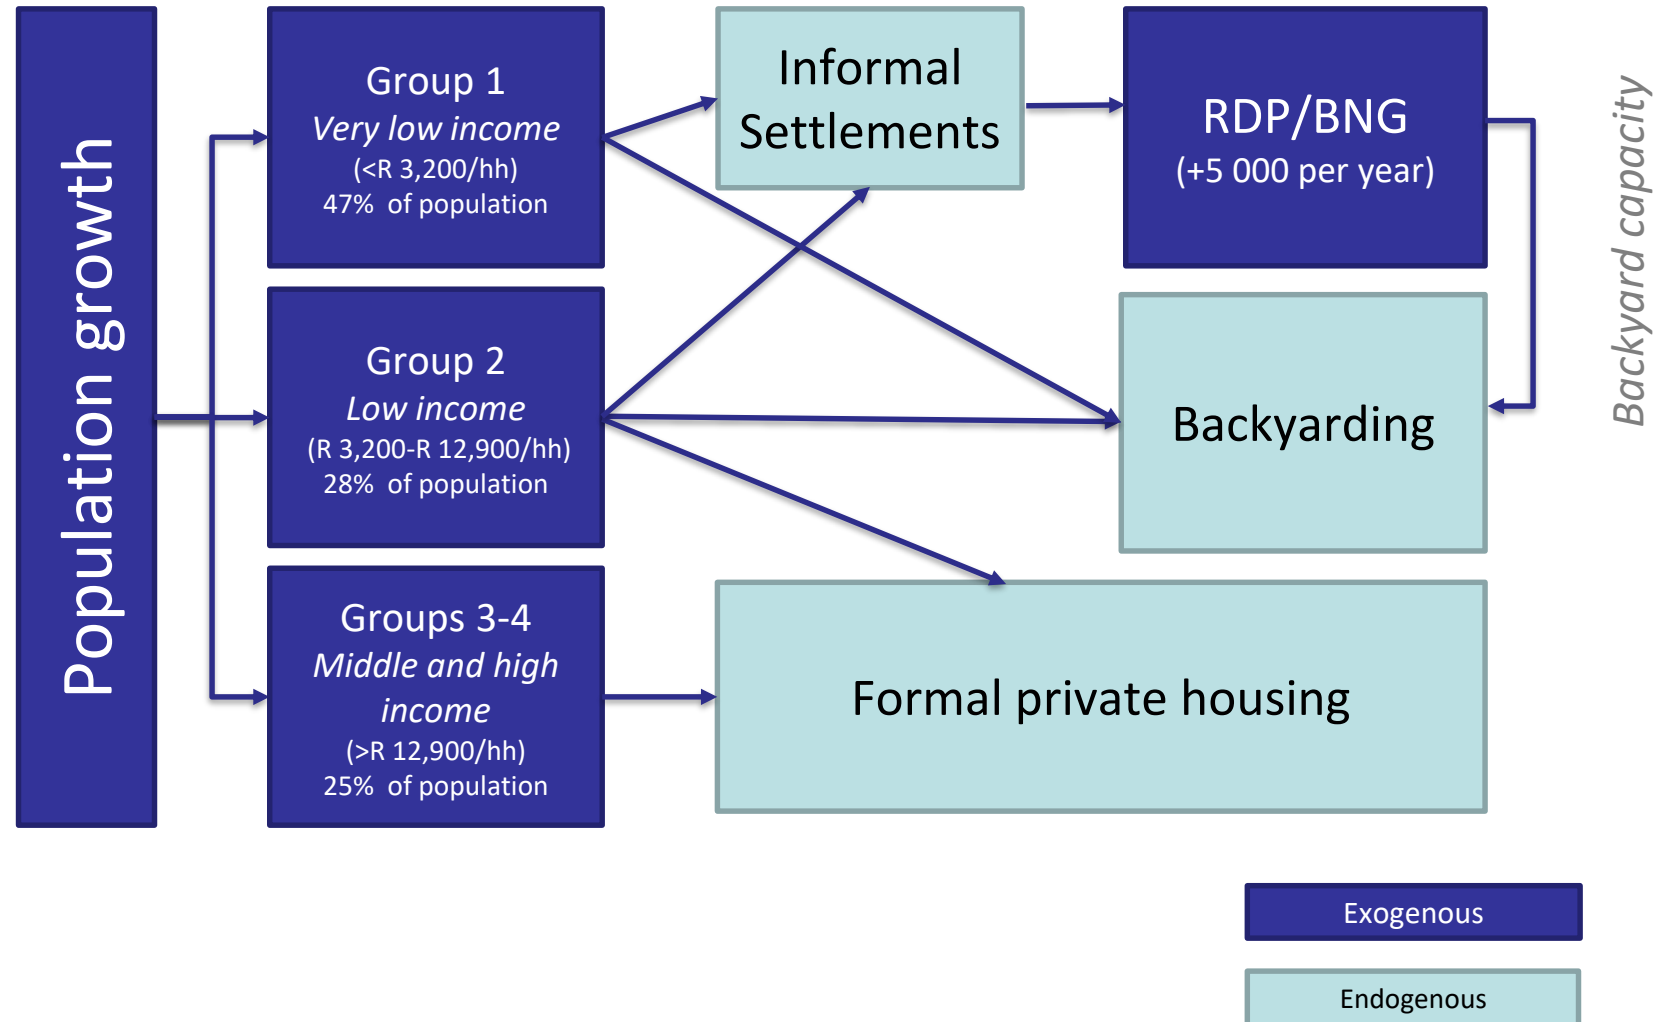 Population growth
Group 1
Very low income
(<R 3,200/hh)
47% of population
Group 2
Low income
(R 3,200-R 12,900/hh)
28% of population
Groups 3-4
Middle and high
income
(>R 12,900/hh)
25% of population
Informal
Settlements
RDP/BNG
(+5 000 per year)
Backyarding
Formal private housing
Backyard capacity
Exogenous
Endogenous